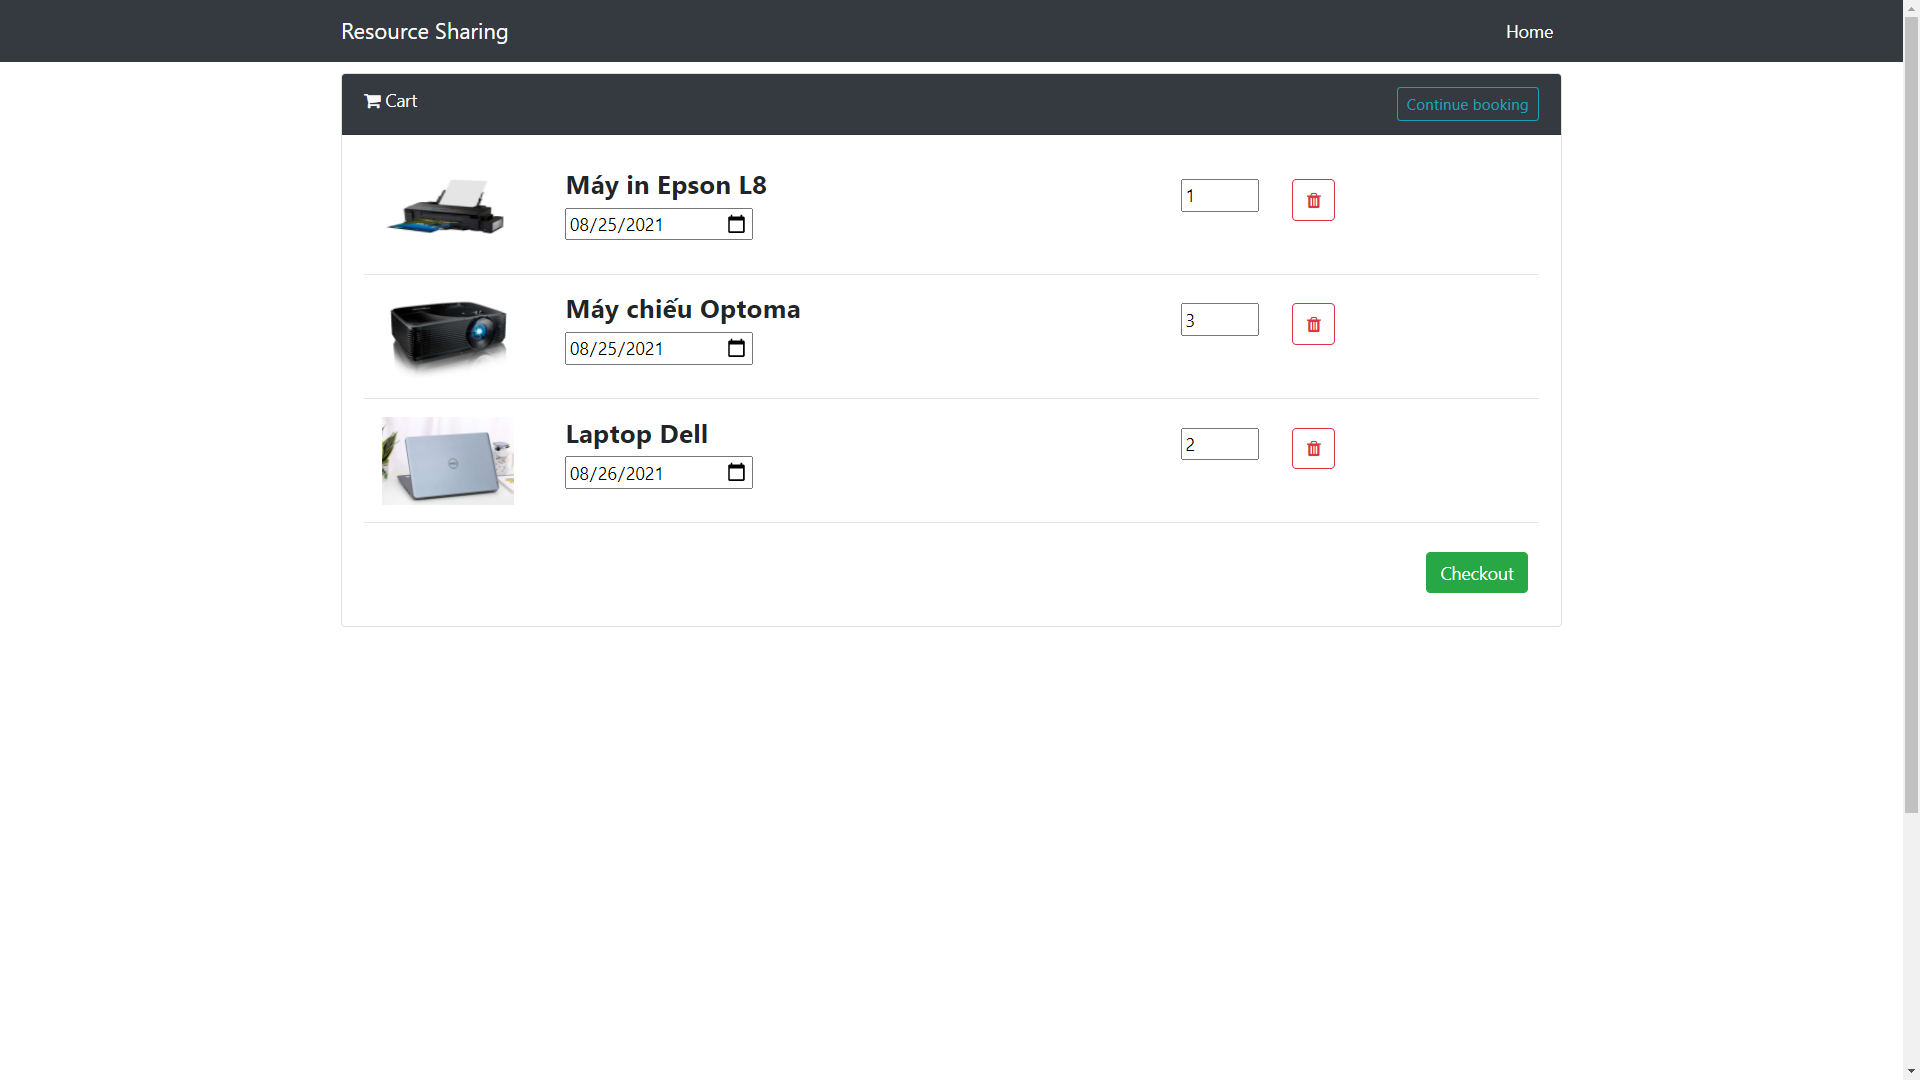 Resource Sharing
Home
Cart
Continue booking
Máy in Epson L8
08/25/2021
1
Máy chiếu Optoma
08/25/2021
3
Laptop Dell
08/26/2021
2
Checkout